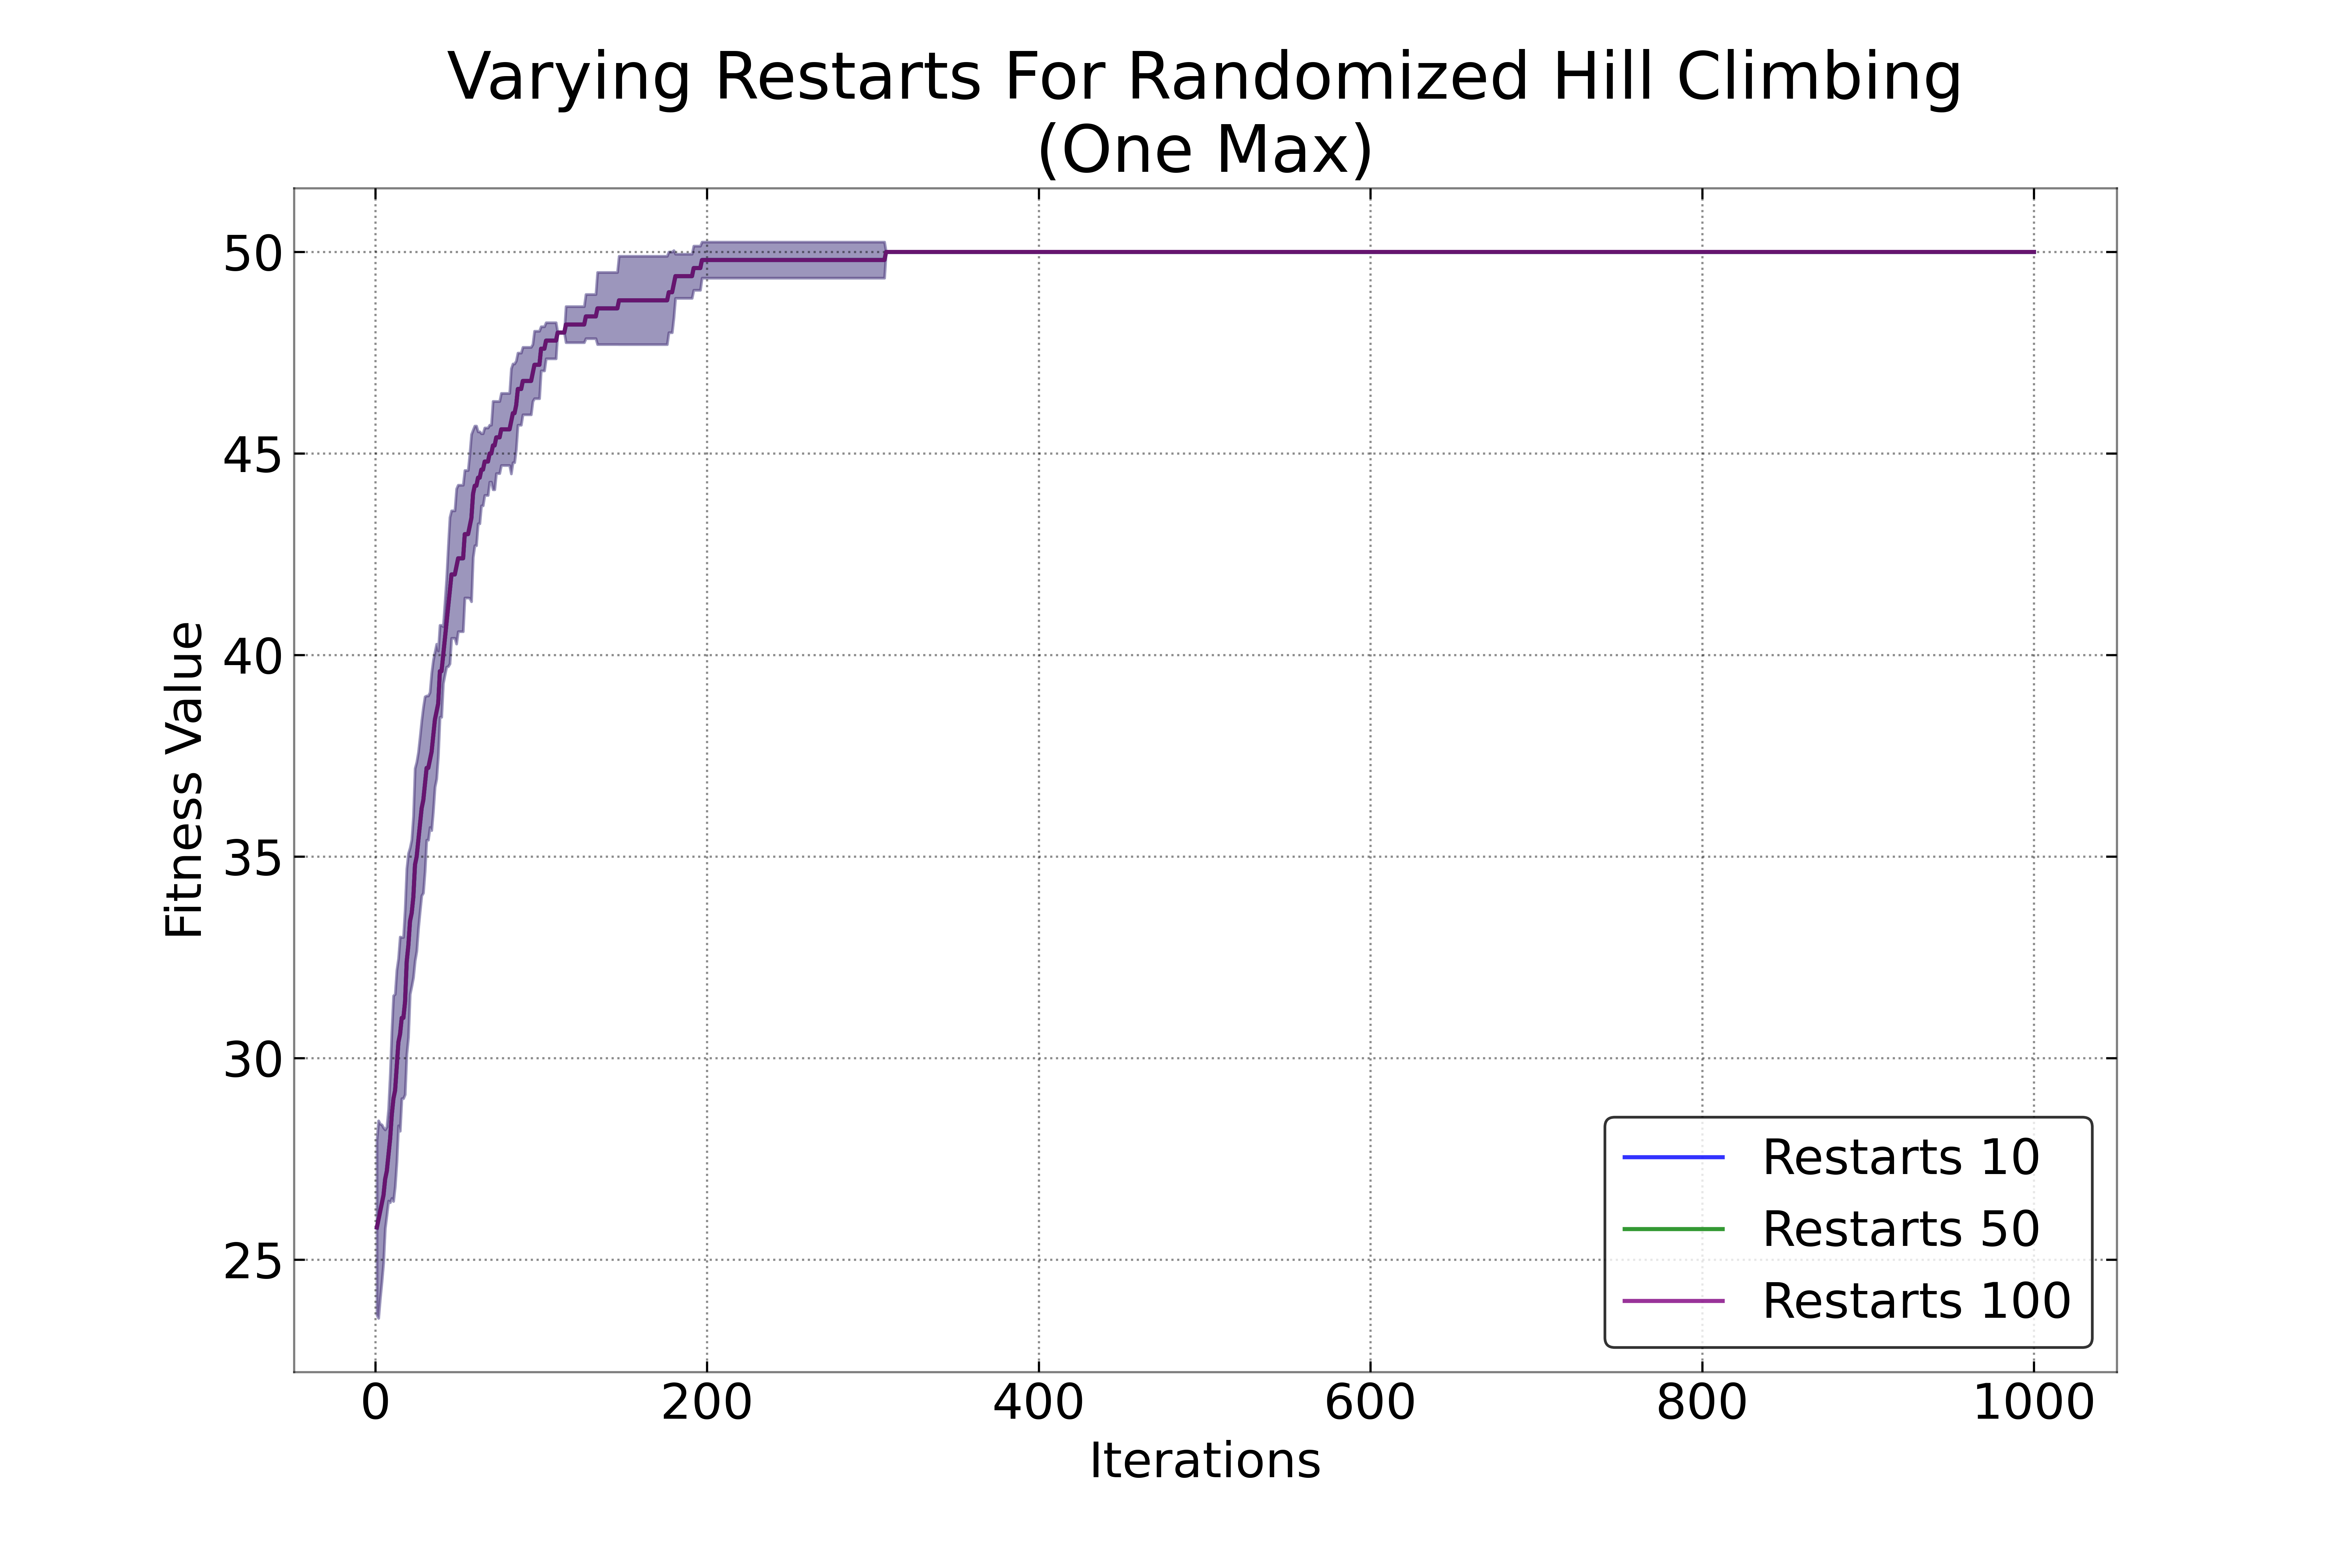 Varying Restarts For Randomized Hill Climbing
(One Max)
50
45
40
35
30
25
Fitness Value
0 200 400 600 800 1000
Iterations
Restarts 10
Restarts 50
Restarts 100